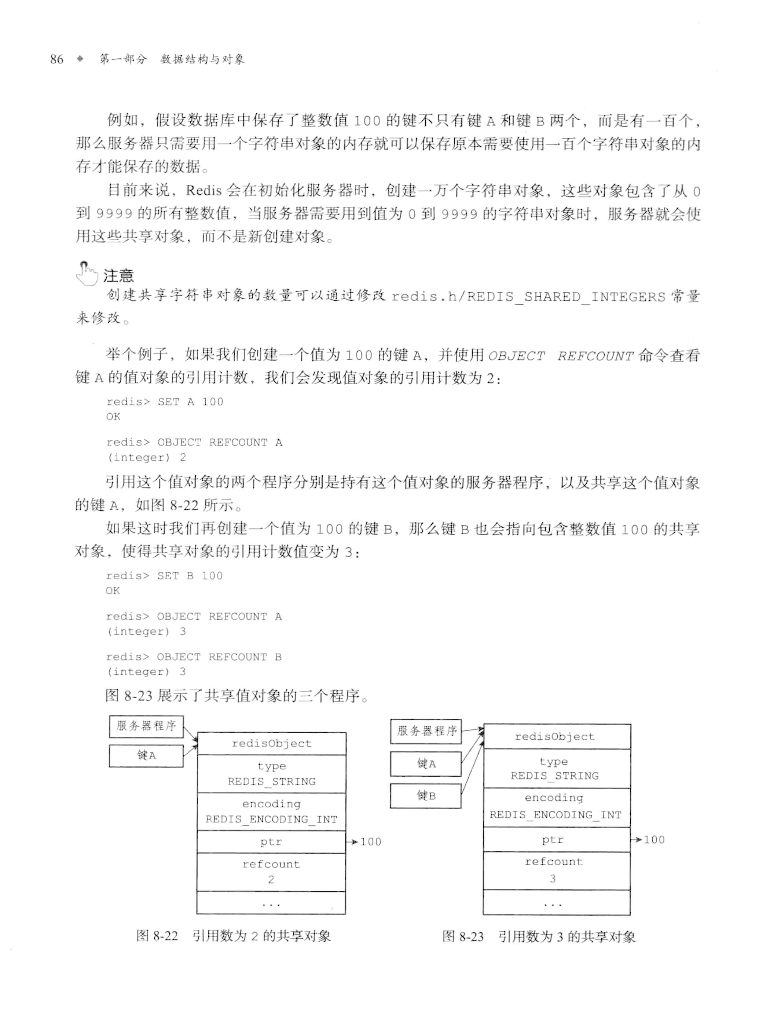 86 ◆ 第一部分 数据结构与对象
例如，假设数据库中保存了整数值 100 的键不只有键 A 和键 B 两个，而是有一百个，
那么服务器只需要用一个字符串对象的内存就可以保存原本需要使用一百个字符串对象的内
存才能保存的数据。
目前来说，Redis 会在初始化服务器时，创建一万个字符串对象，这些对象包含了从 0
到 9999 的所有整数值，当服务器需要用到值为 0 到 9999 的字符串对象时，服务器就会使
用这些共享对象，而不是新创建对象。
注意
创建共享字符串对象的数量可以通过修改 redis.h/REDIS_SHARED_INTEGERS 常量
来修改。
举个例子，如果我们创建一个值为 100 的键 A，并使用 OBJECT REFCOUNT 命令查看
键 A 的值对象的引用计数，我们会发现值对象的引用计数为 2：
redis> SET A 100
OK
redis> OBJECT REFCOUNT A
(integer) 2
引用这个值对象的两个程序分别是持有这个值对象的服务器程序，以及共享这个值对象
的键 A，如图 8-22 所示。
如果这时我们再创建一个值为 100 的键 B，那么键 B 也会指向包含整数值 100 的共享
对象，使得共享对象的引用计数值变为 3：
redis> SET B 100
OK
redis> OBJECT REFCOUNT A
(integer) 3
redis> OBJECT REFCOUNT B
(integer) 3
图 8-23 展示了共享值对象的三个程序。
服务器程序
键A
redisObject
type
REDIS_STRING
encoding
REDIS_ENCODING_INT
ptr
100
refcount
2
...
图 8-22 引用数为 2 的共享对象
服务器程序
键A
键B
redisObject
type
REDIS_STRING
encoding
REDIS_ENCODING_INT
ptr
100
refcount
3
...
图 8-23 引用数为 3 的共享对象